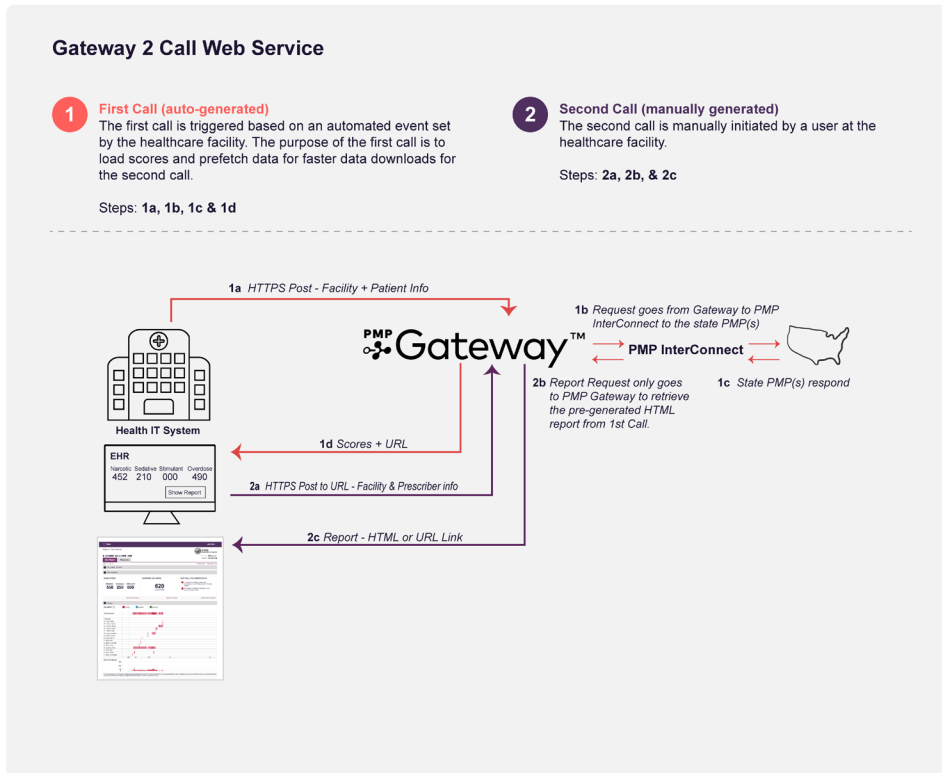 Gateway 2 Call Web Service
1
First Call (auto-generated)
The first call is triggered based on an automated event set
by the healthcare facility. The purpose of the first call is to
load scores and prefetch data for faster data downloads for
the second call.
Steps: 1a, 1b, 1c & 1d
2
Second Call (manually generated)
The second call is manually initiated by a user at the
healthcare facility.
Steps: 2a, 2b, & 2c
1a HTTPS Post - Facility + Patient Info
1b Request goes from Gateway to PMP
InterConnect to the state PMP(s)
PMP Gateway™
PMP InterConnect
2b Report Request only goes
to PMP Gateway to retrieve
the pre-generated HTML
report from 1st Call.
1c State PMP(s) respond
Health IT System
1d Scores + URL
EHR
Narcotic Sedative Stimulant Overdose
452 210 000 490
Show Report
2a HTTPS Post to URL - Facility & Prescriber info
2c Report - HTML or URL Link
620